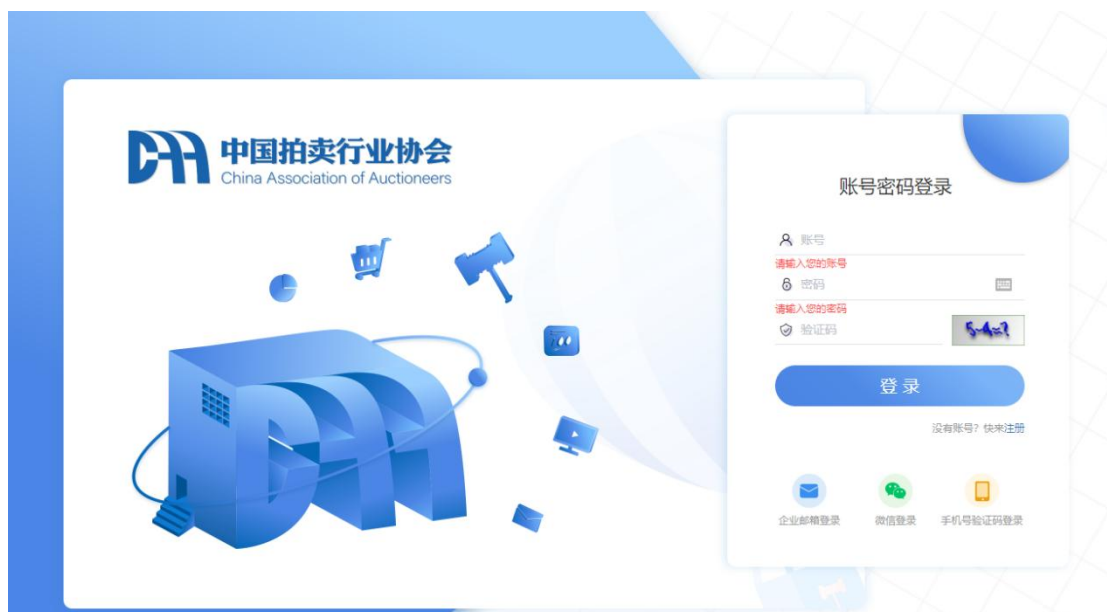 中国拍卖行业协会
China Association of Auctioneers
账号密码登录
账号
请输入您的账号
密码
请输入您的密码
验证码
5-4=?
登 录
没有账号? 快来注册
企业邮箱登录
微信登录
手机号验证码登录